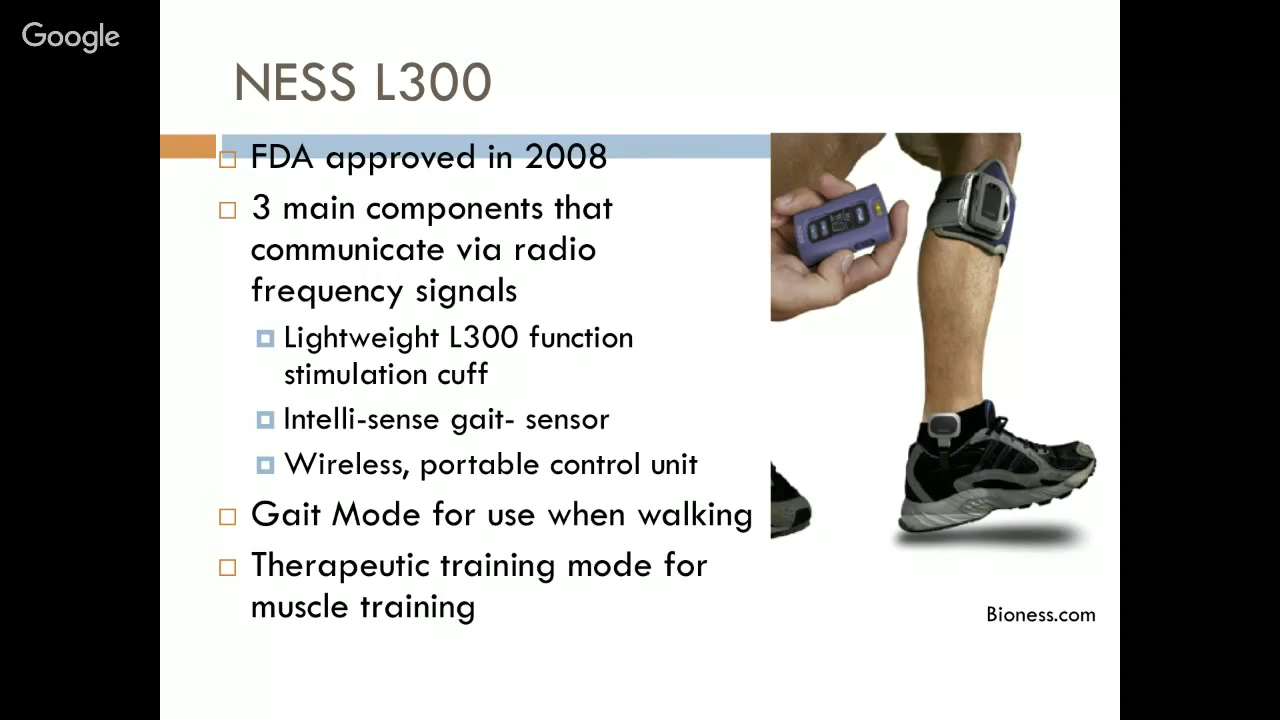 Google
NESS L300
FDA approved in 2008
3 main components that
communicate via radio
frequency signals
Lightweight L300 function
stimulation cuff
Intelli-sense gait- sensor
Wireless, portable control unit
Gait Mode for use when walking
Therapeutic training mode for
muscle training
Bioness.com